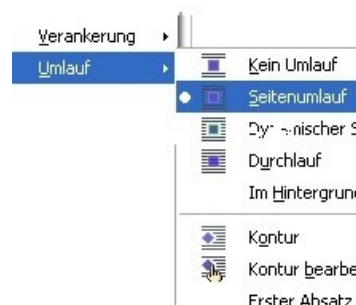 Verankerung
Umlauf
Kein Umlauf
Seitenumlauf
Durchlauf
Im Hintergrun
Kontur
Kontur bearbe
Erster Absatz